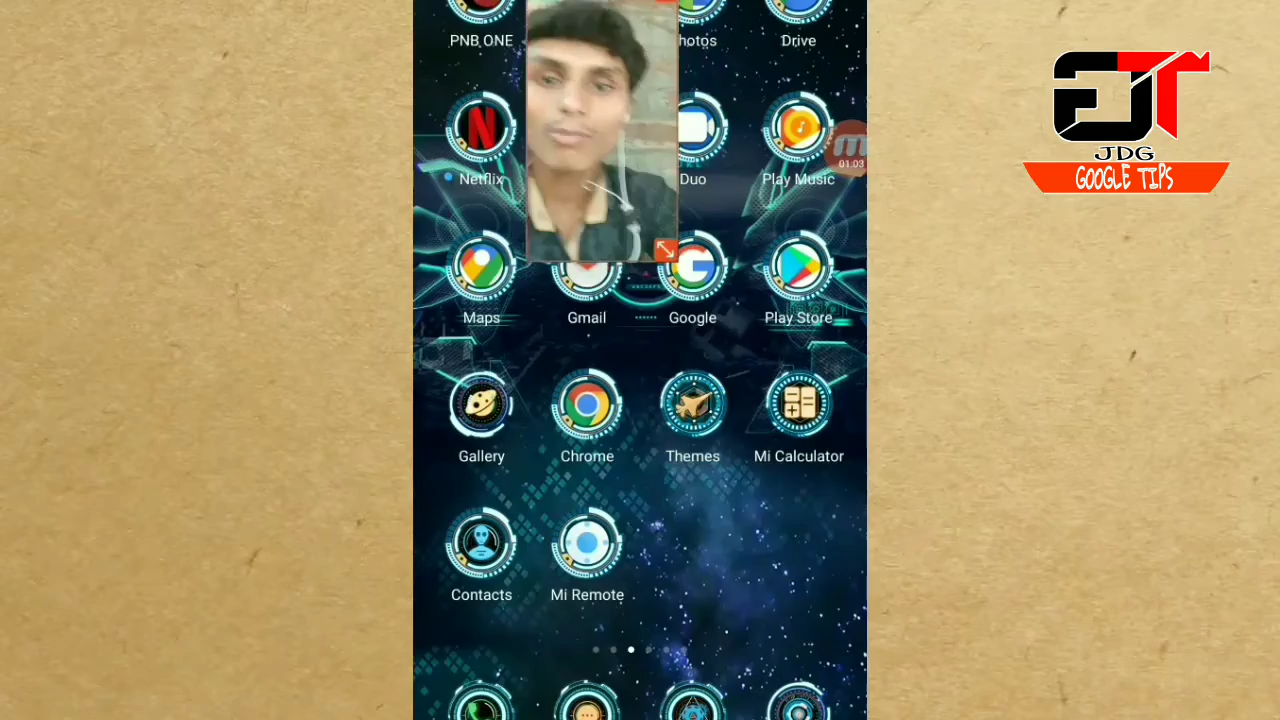 PNB ONE
hotos
Drive
JDG
GOOGLE TIPS
01:03
Netflix
Duo
Play Music
Maps
Gmail
Google
Play Store
Gallery
Chrome
Themes
Mi Calculator
Contacts
Mi Remote